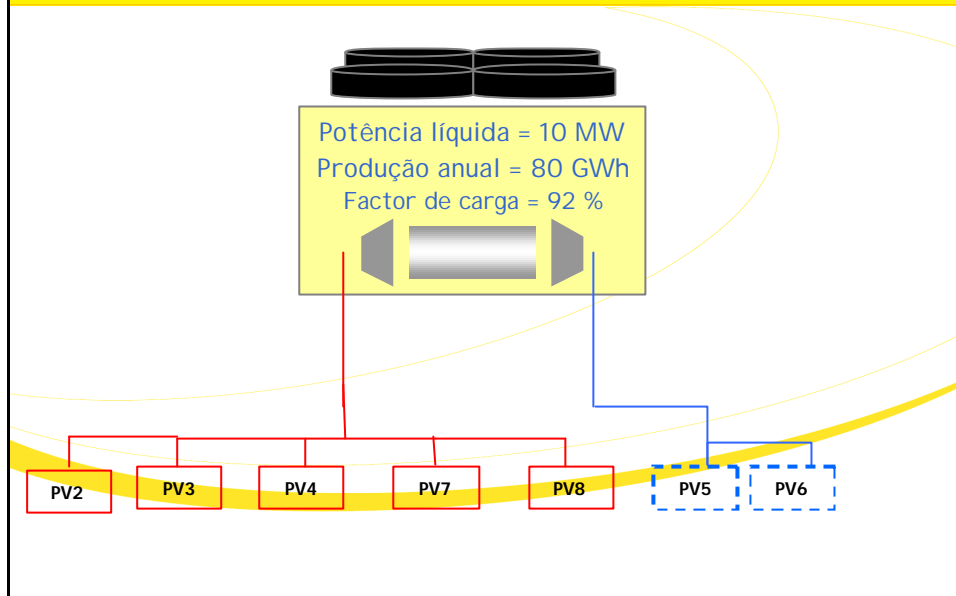 Potência líquida = 10 MW
Produção anual = 80 GWh
Factor de carga = 92 %
PV2 PV3 PV4 PV7 PV8 PV5 PV6